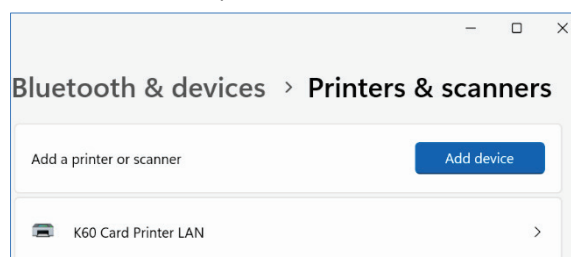 Bluetooth & devices > Printers & scanners
Add a printer or scanner
Add device
K60 Card Printer LAN